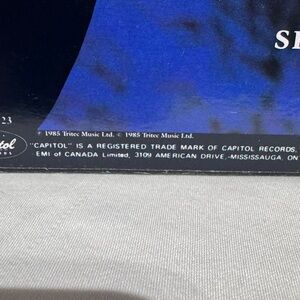 23
℗ 1985 Tritec Music Ltd. © 1985 Tritec Music Ltd.
"CAPITOL" IS A REGISTERED TRADE MARK OF CAPITOL RECORDS.
EMI of CANADA Limited, 3109 AMERICAN DRIVE,-MISSISSAUGA, ON